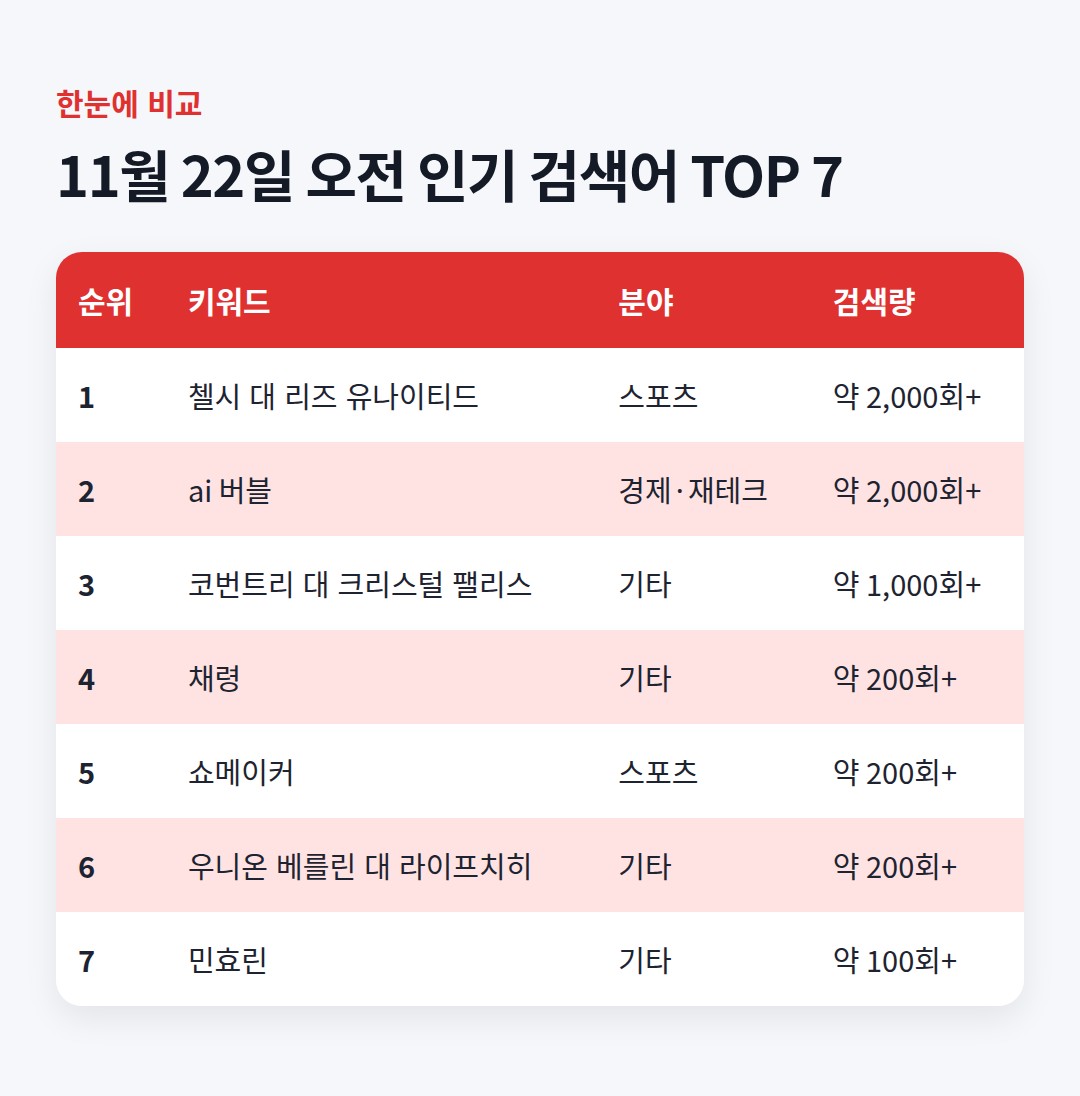 한눈에 비교
11월 22일 오전 인기 검색어 TOP 7
순위 키워드 분야 검색량
1 첼시 대 리즈 유나이티드 스포츠 약 2,000회+
2 ai 버블 경제·재테크 약 2,000회+
3 코번트리 대 크리스털 팰리스 기타 약 1,000회+
4 채령 기타 약 200회+
5 쇼메이커 스포츠 약 200회+
6 우니온 베를린 대 라이프치히 기타 약 200회+
7 민효린 기타 약 100회+